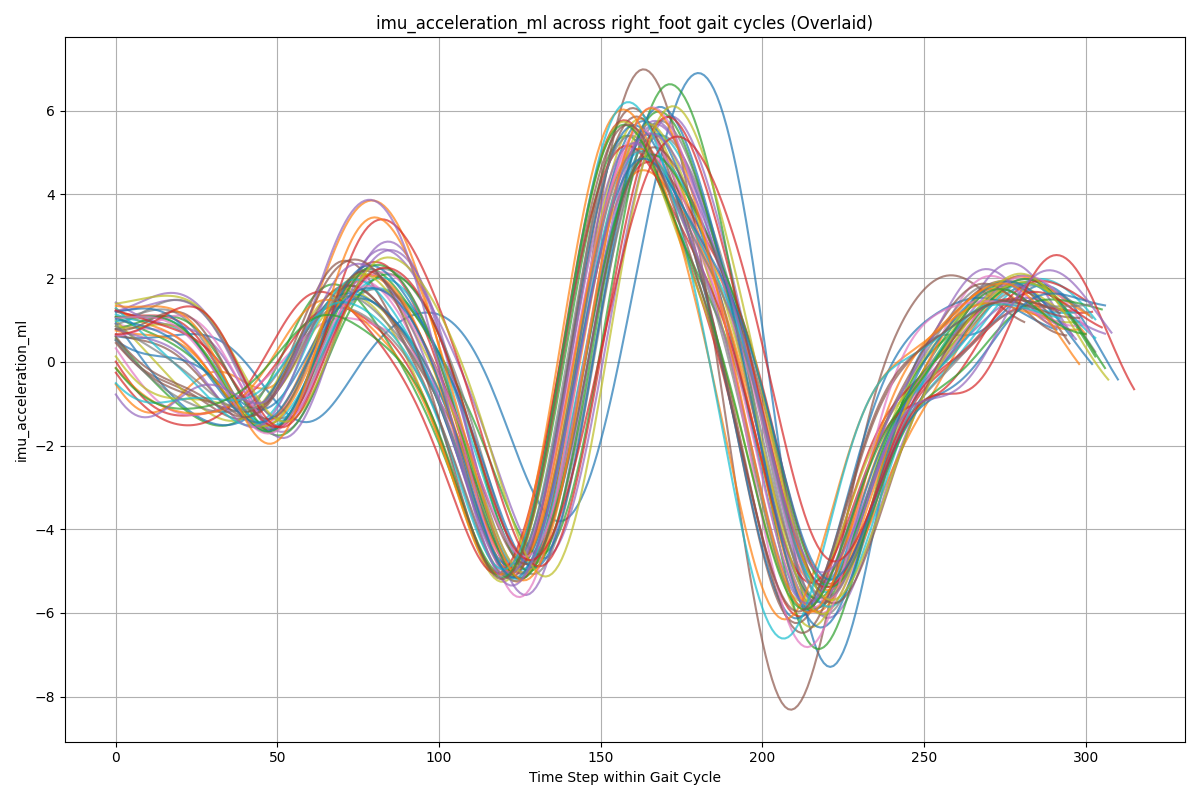 imu_acceleration_ml across right_foot gait cycles (Overlaid)
imu_acceleration_ml
6
4
2
0
−2
−4
−6
−8
0 50 100 150 200 250 300
Time Step within Gait Cycle